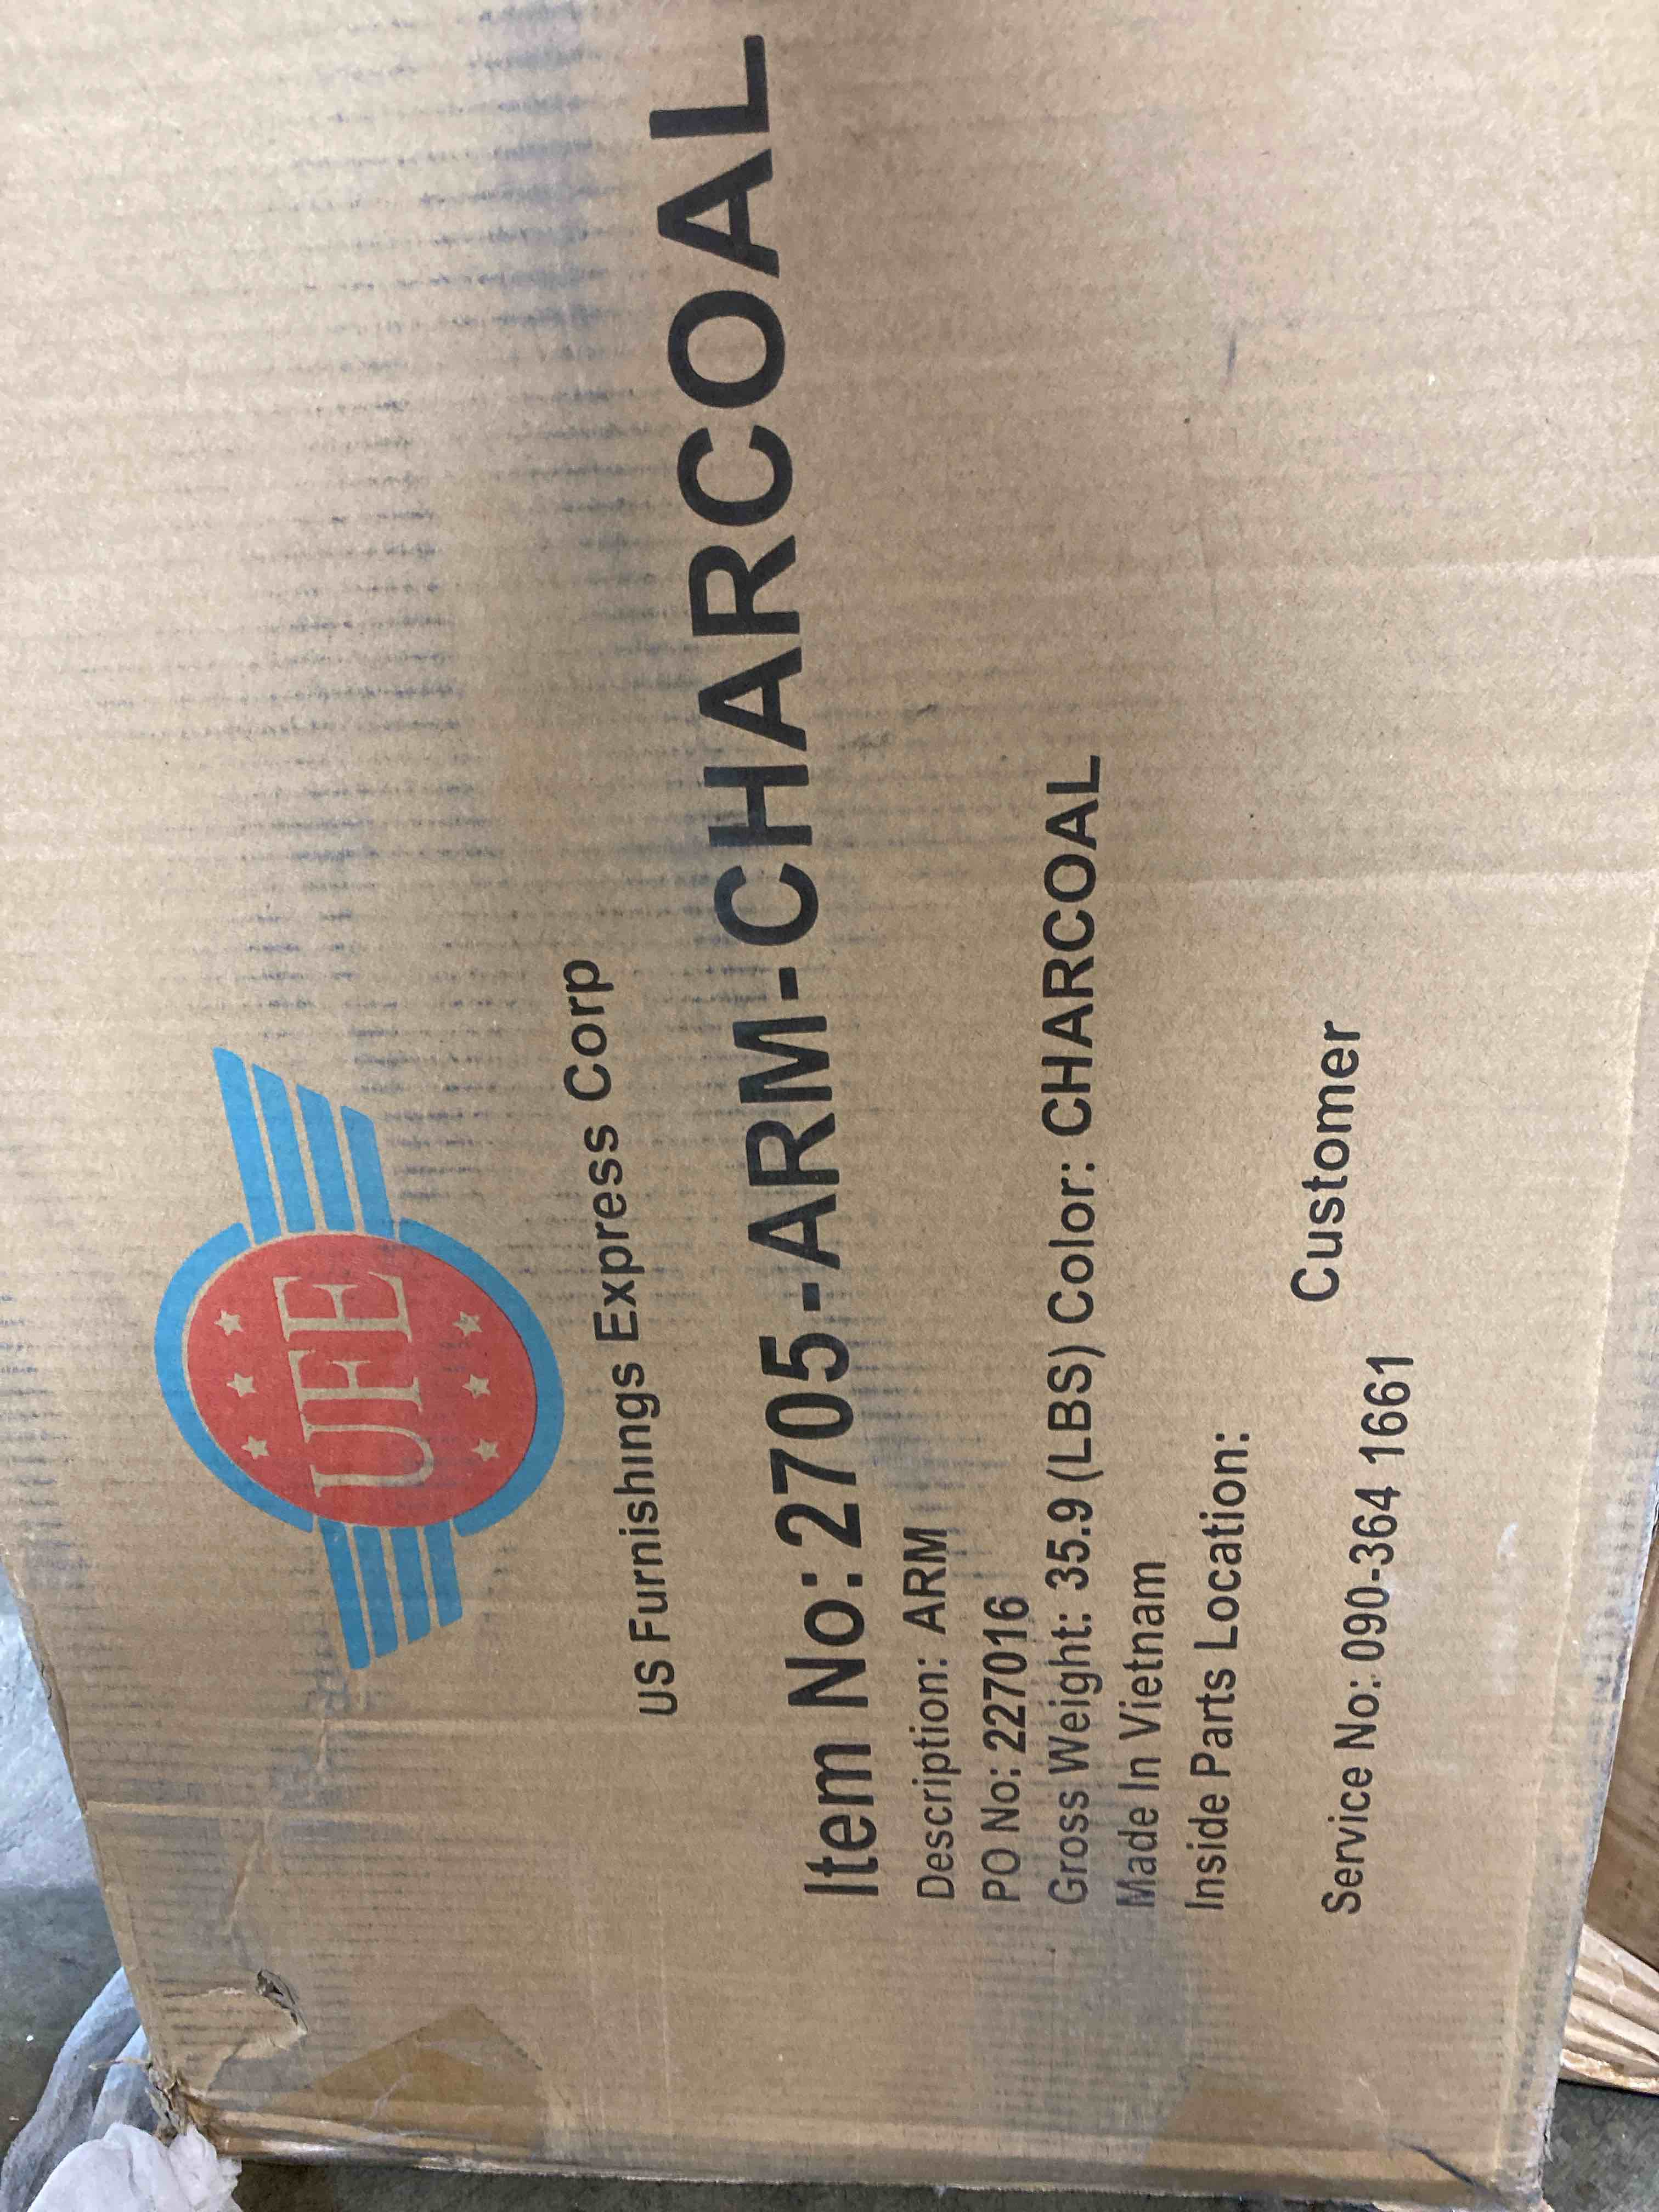 UFE
US Furnishings Express Corp
Item No: 2705-ARM-CHARCOAL
Description: ARM
PO No: 227016
Gross Weight: 35.9 (LBS) Color: CHARCOAL
Made In Vietnam
Inside Parts Location:
Customer
Service No: 090-364 1661